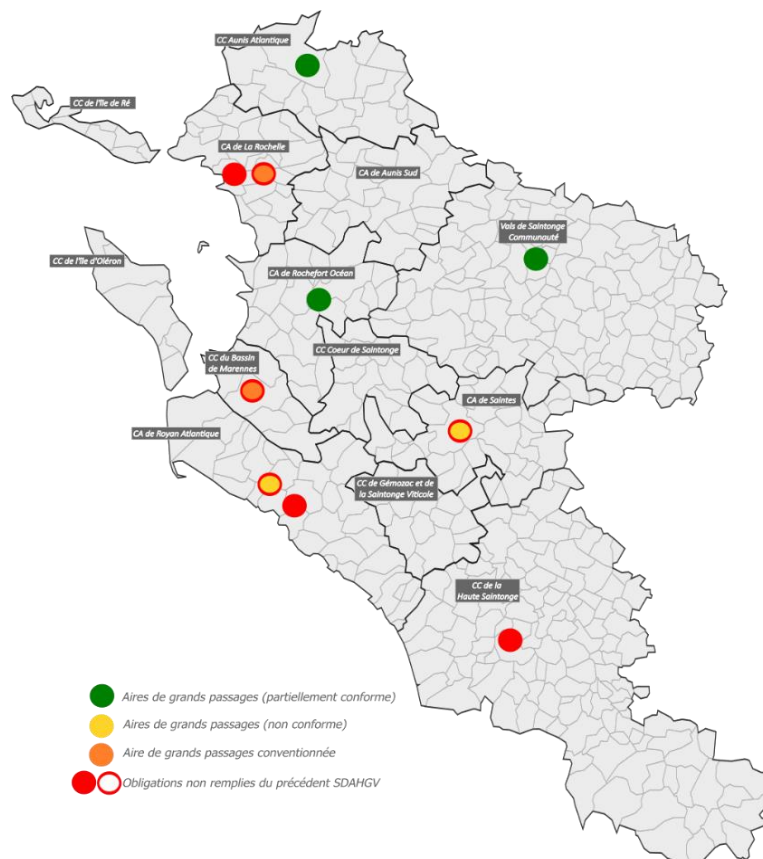 CC Aunis Atlantique
CC de l'île de Ré
CA de La Rochelle
CA de Aunis Sud
Vals de Saintonge
Communauté
CC de l'île d'Oléron
CA de Rochefort Océan
CC Coeur de Saintonge
CC du Bassin
de Marennes
CA de Saintes
CA de Royan Atlantique
CC de Gémozac et de
la Saintonge Viticole
CC de la
Haute Saintonge
Aires de grands passages (partiellement conforme)
Aires de grands passages (non conforme)
Aire de grands passages conventionnée
Obligations non remplies du précédent SDAHGV